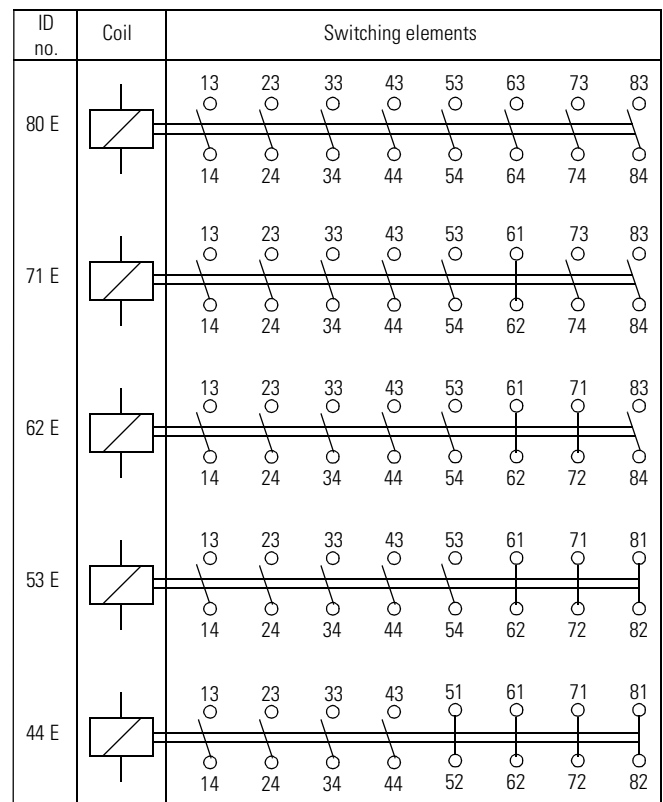 ID no. Coil Switching elements
13 23 33 43 53 63 73 83
80 E
14 24 34 44 54 64 74 84
13 23 33 43 53 61 73 83
71 E
14 24 34 44 54 62 74 84
13 23 33 43 53 61 71 83
62 E
14 24 34 44 54 62 72 84
13 23 33 43 53 61 71 81
53 E
14 24 34 44 54 62 72 82
13 23 33 43 51 61 71 81
44 E
14 24 34 44 52 62 72 82